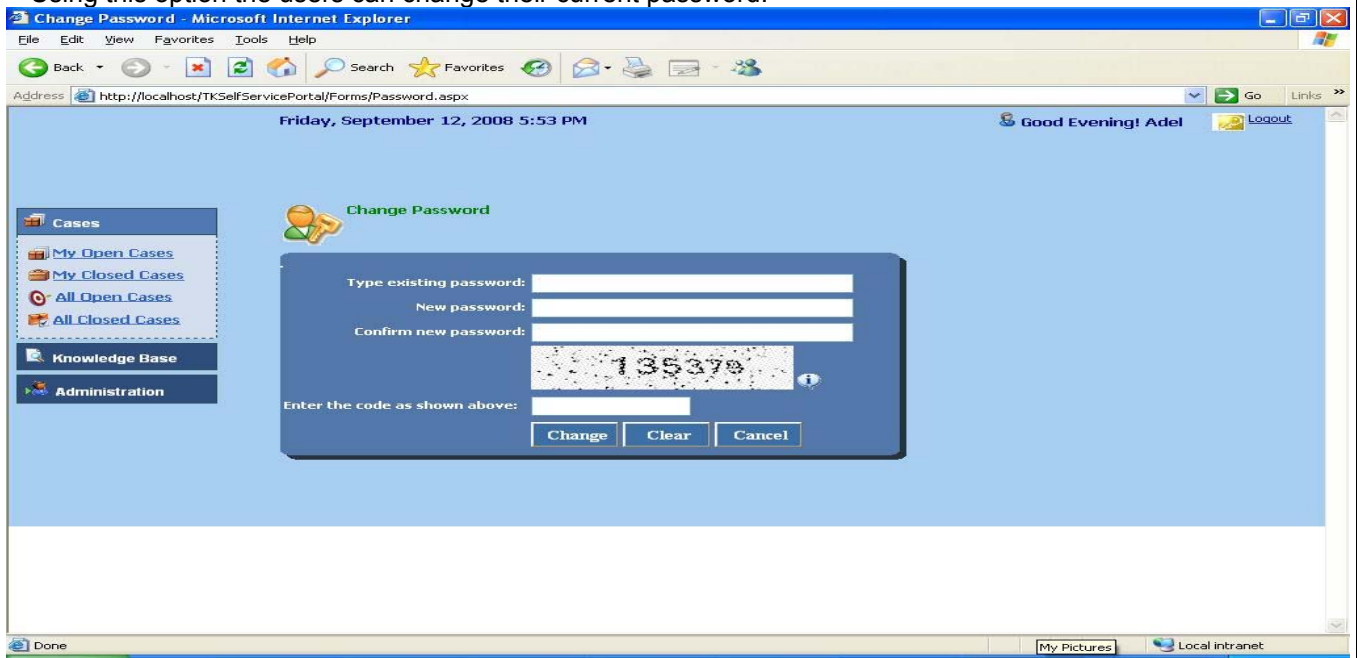 Using this option the users can change their current password.
Change Password - Microsoft Internet Explorer
File Edit View Favorites Tools Help
Back Search Favorites
Address http://localhost/TKSelfServicePortal/Forms/Password.aspx Go Links »
Friday, September 12, 2008 5:53 PM Good Evening! Adel Logout
Change Password
Cases
My Open Cases
My Closed Cases
All Open Cases
All Closed Cases
Knowledge Base
Administration
Type existing password:
New password:
Confirm new password:
135379
Enter the code as shown above:
Change Clear Cancel
Done My Pictures Local intranet